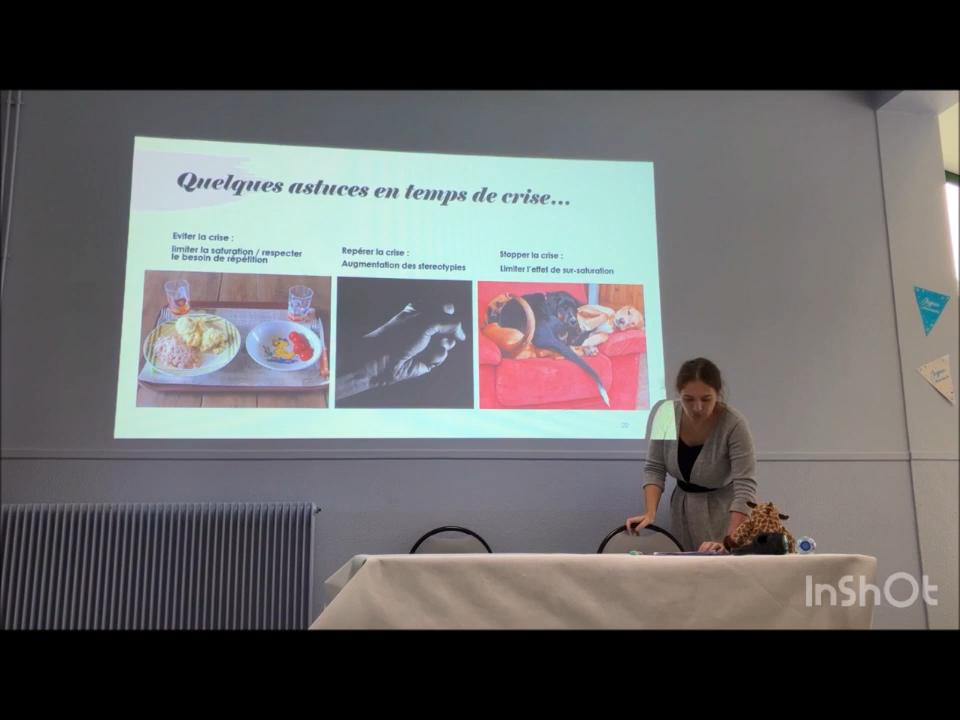 Quelques astuces en temps de crise...
Eviter la crise :
limiter la saturation / respecter
le besoin de répétition
Repérer la crise :
Augmentation des stereotypies
Stopper la crise :
Limiter l'effet de sur-saturation
InShOt